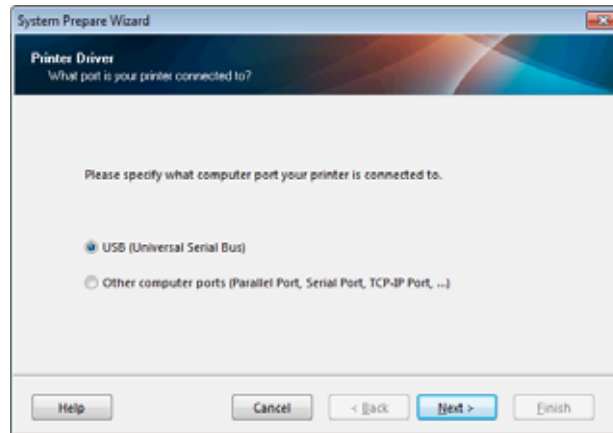 System Prepare Wizard
Printer Driver
What port is your printer connected to?
Please specify what computer port your printer is connected to.
USB (Universal Serial Bus)
Other computer ports (Parallel Port, Serial Port, TCP-IP Port, ...)
Help Cancel < Back Next > Finish